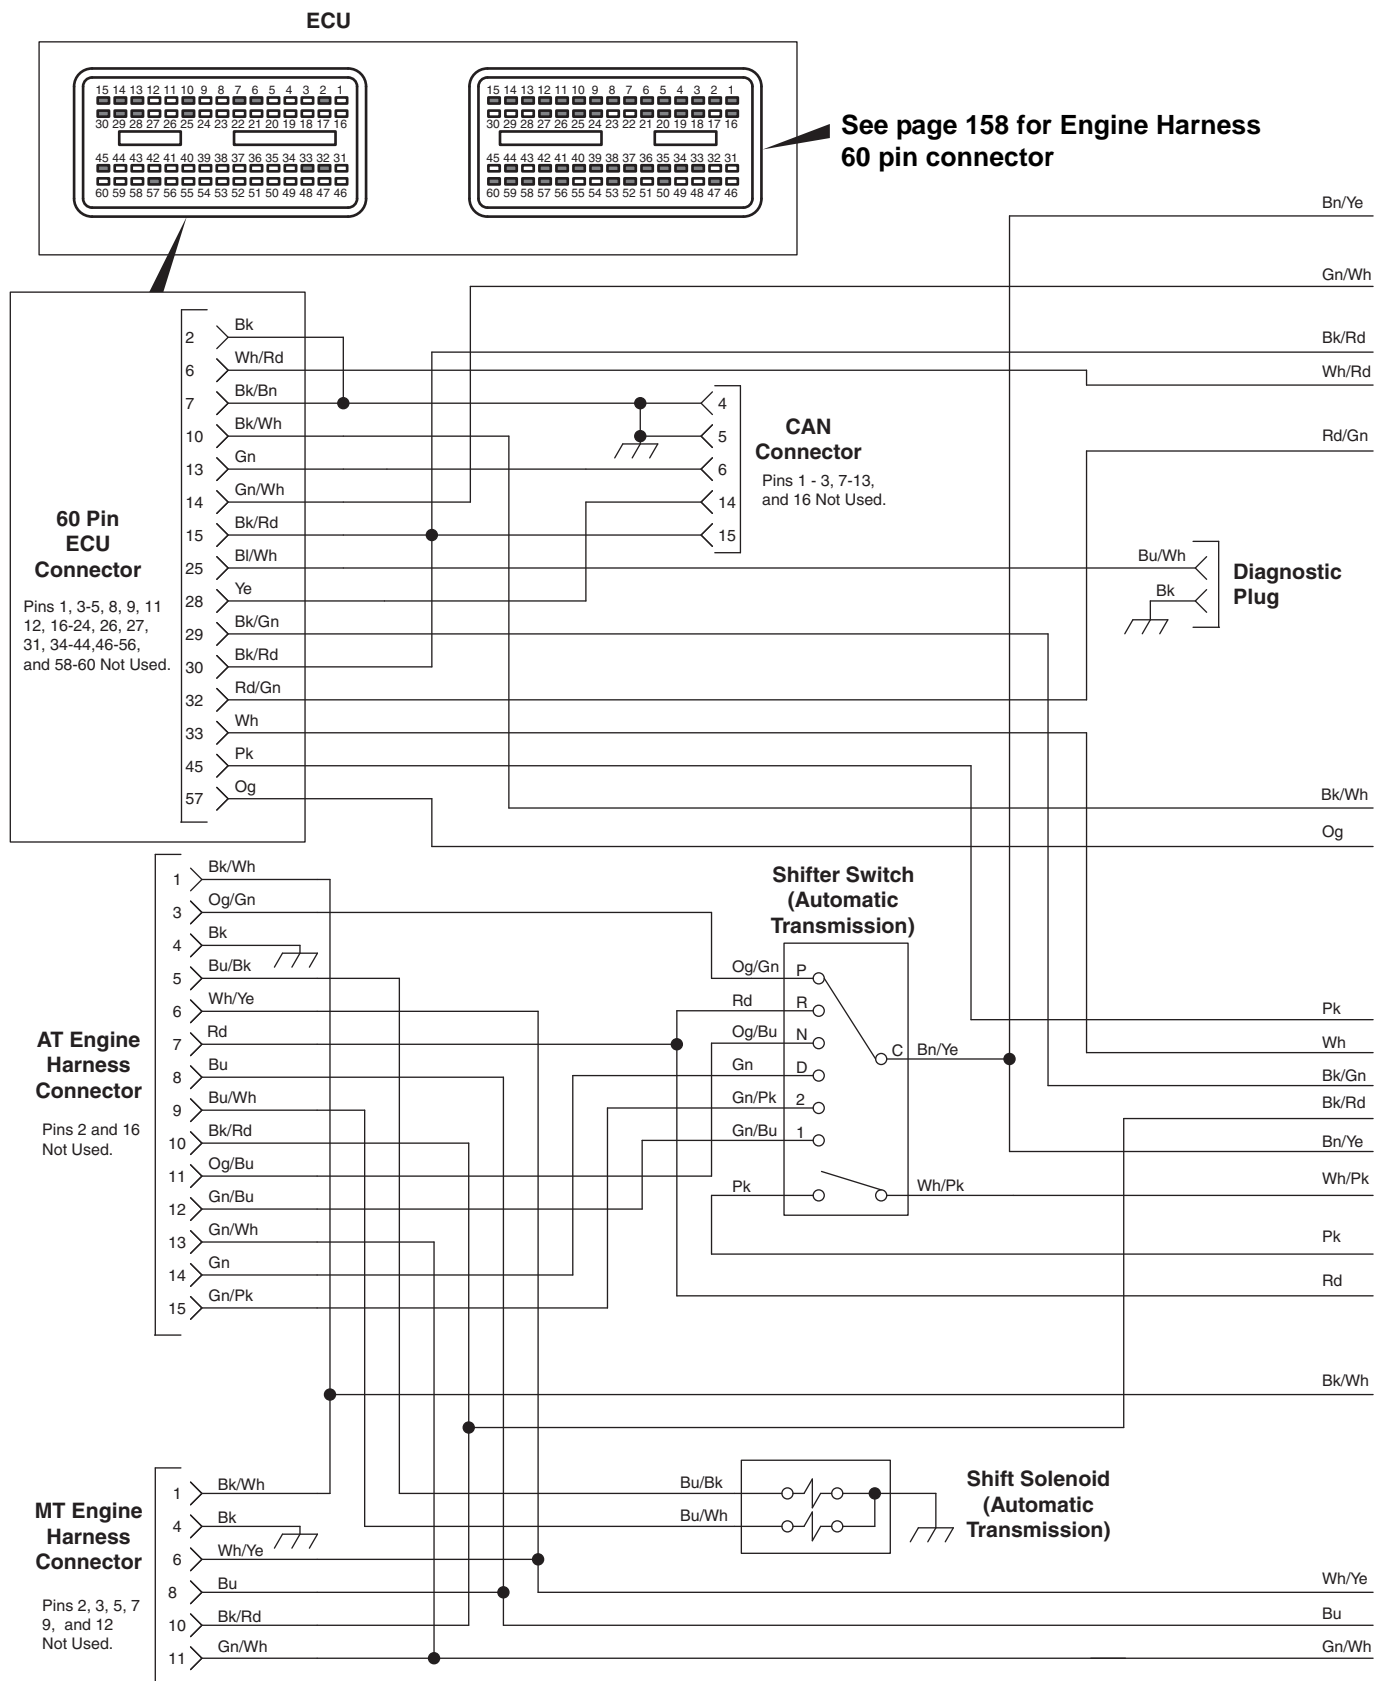 ECU
15 14 13 12 11 10 9 8 7 6 5 4 3 2 1
30 29 28 27 26 25 24 23 22 21 20 19 18 17 16
45 44 43 42 41 40 39 38 37 36 35 34 33 32 31
60 59 58 57 56 55 54 53 52 51 50 49 48 47 46
15 14 13 12 11 10 9 8 7 6 5 4 3 2 1
30 29 28 27 26 25 24 23 22 21 20 19 18 17 16
45 44 43 42 41 40 39 38 37 36 35 34 33 32 31
60 59 58 57 56 55 54 53 52 51 50 49 48 47 46
See page 158 for Engine Harness
60 pin connector
Bn/Ye
Gn/Wh
Bk/Rd
Wh/Rd
Rd/Gn
60 Pin
ECU
Connector
Pins 1, 3-5, 8, 9, 11
12, 16-24, 26, 27,
31, 34-44,46-56,
and 58-60 Not Used.
2 Bk
6 Wh/Rd
7 Bk/Bn
10 Bk/Wh
13 Gn
14 Gn/Wh
15 Bk/Rd
25 Bl/Wh
28 Ye
29 Bk/Gn
30 Bk/Rd
32 Rd/Gn
33 Wh
45 Pk
57 Og
4
5
6
14
15
CAN
Connector
Pins 1 - 3, 7-13,
and 16 Not Used.
Bu/Wh
Bk
Diagnostic
Plug
Bk/Wh
Og
AT Engine
Harness
Connector
Pins 2 and 16
Not Used.
1 Bk/Wh
3 Og/Gn
4 Bk
5 Bu/Bk
6 Wh/Ye
7 Rd
8 Bu
9 Bu/Wh
10 Bk/Rd
11 Og/Bu
12 Gn/Bu
13 Gn/Wh
14 Gn
15 Gn/Pk
Shifter Switch
(Automatic
Transmission)
Og/Gn P
Rd R
Og/Bu N
Gn D
Gn/Pk 2
Gn/Bu 1
C Bn/Ye
Pk
Wh/Pk
Pk
Wh
Bk/Gn
Bk/Rd
Bn/Ye
Wh/Pk
Pk
Rd
Bk/Wh
MT Engine
Harness
Connector
Pins 2, 3, 5, 7
9, and 12
Not Used.
1 Bk/Wh
4 Bk
6 Wh/Ye
8 Bu
10 Bk/Rd
11 Gn/Wh
Bu/Bk
Bu/Wh
Shift Solenoid
(Automatic
Transmission)
Wh/Ye
Bu
Gn/Wh